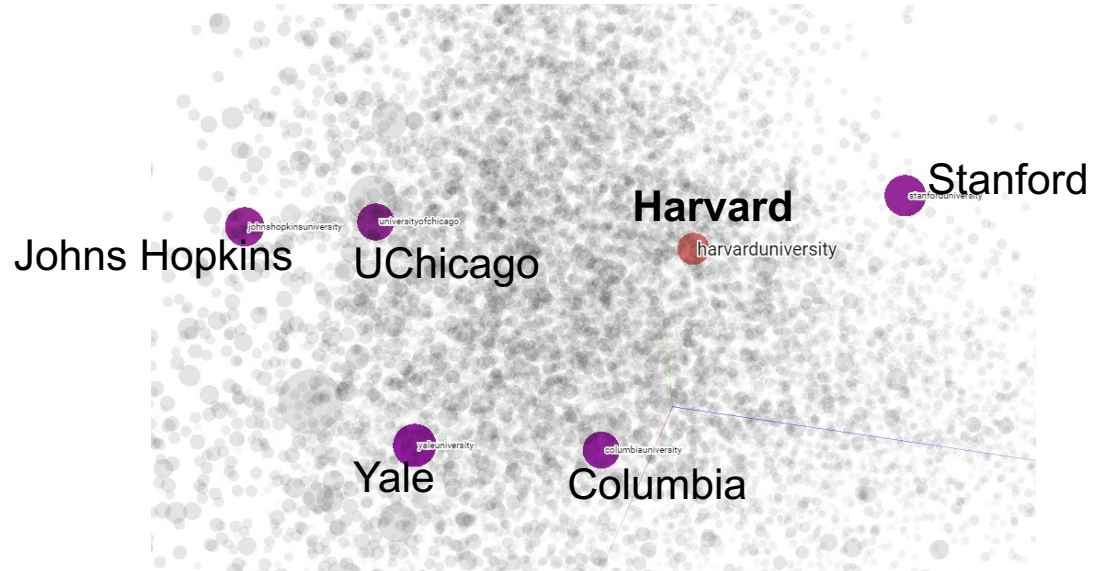 Stanford
stanforduniversity
Harvard
harvarduniversity
johnshopkinsuniversity
universityofchicago
Johns Hopkins
UChicago
yaleuniversity
columbiauniversity
Yale
Columbia